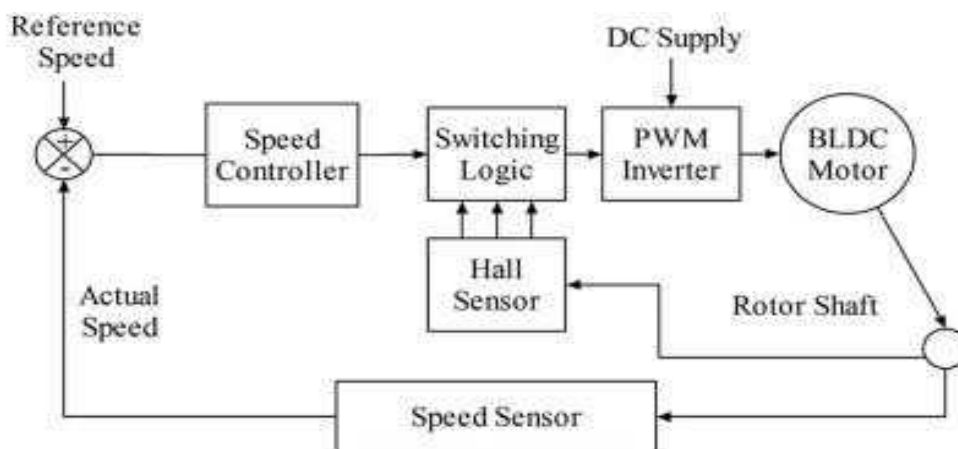 Reference
Speed
DC Supply
+
-
Speed
Controller
Switching
Logic
PWM
Inverter
BLDC
Motor
Hall
Sensor
Actual
Speed
Rotor Shaft
Speed Sensor